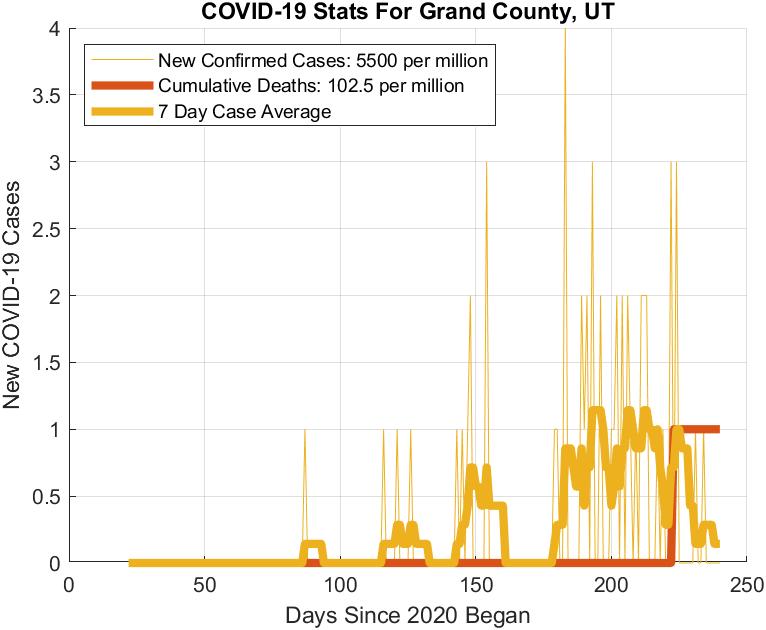 COVID-19 Stats For Grand County, UT
New Confirmed Cases: 5500 per million
Cumulative Deaths: 102.5 per million
7 Day Case Average
4
3.5
3
2.5
2
1.5
1
0.5
0
New COVID-19 Cases
0 50 100 150 200 250
Days Since 2020 Began